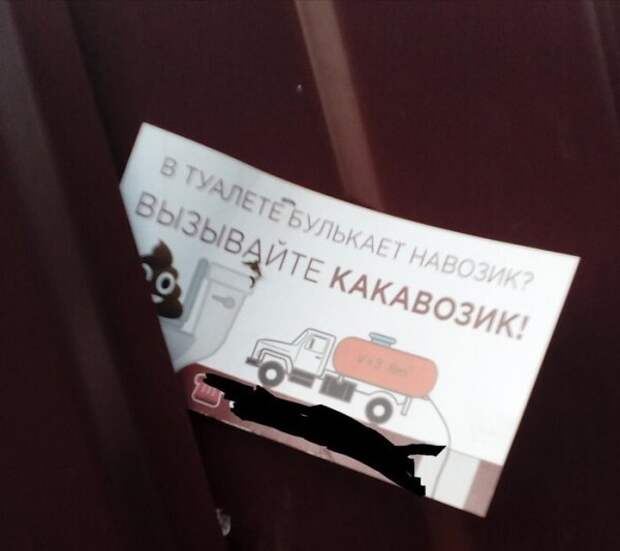 В ТУАЛЕТЕ БУЛЬКАЕТ НАВОЗИК?
ВЫЗЫВАЙТЕ КАКАВОЗИК!